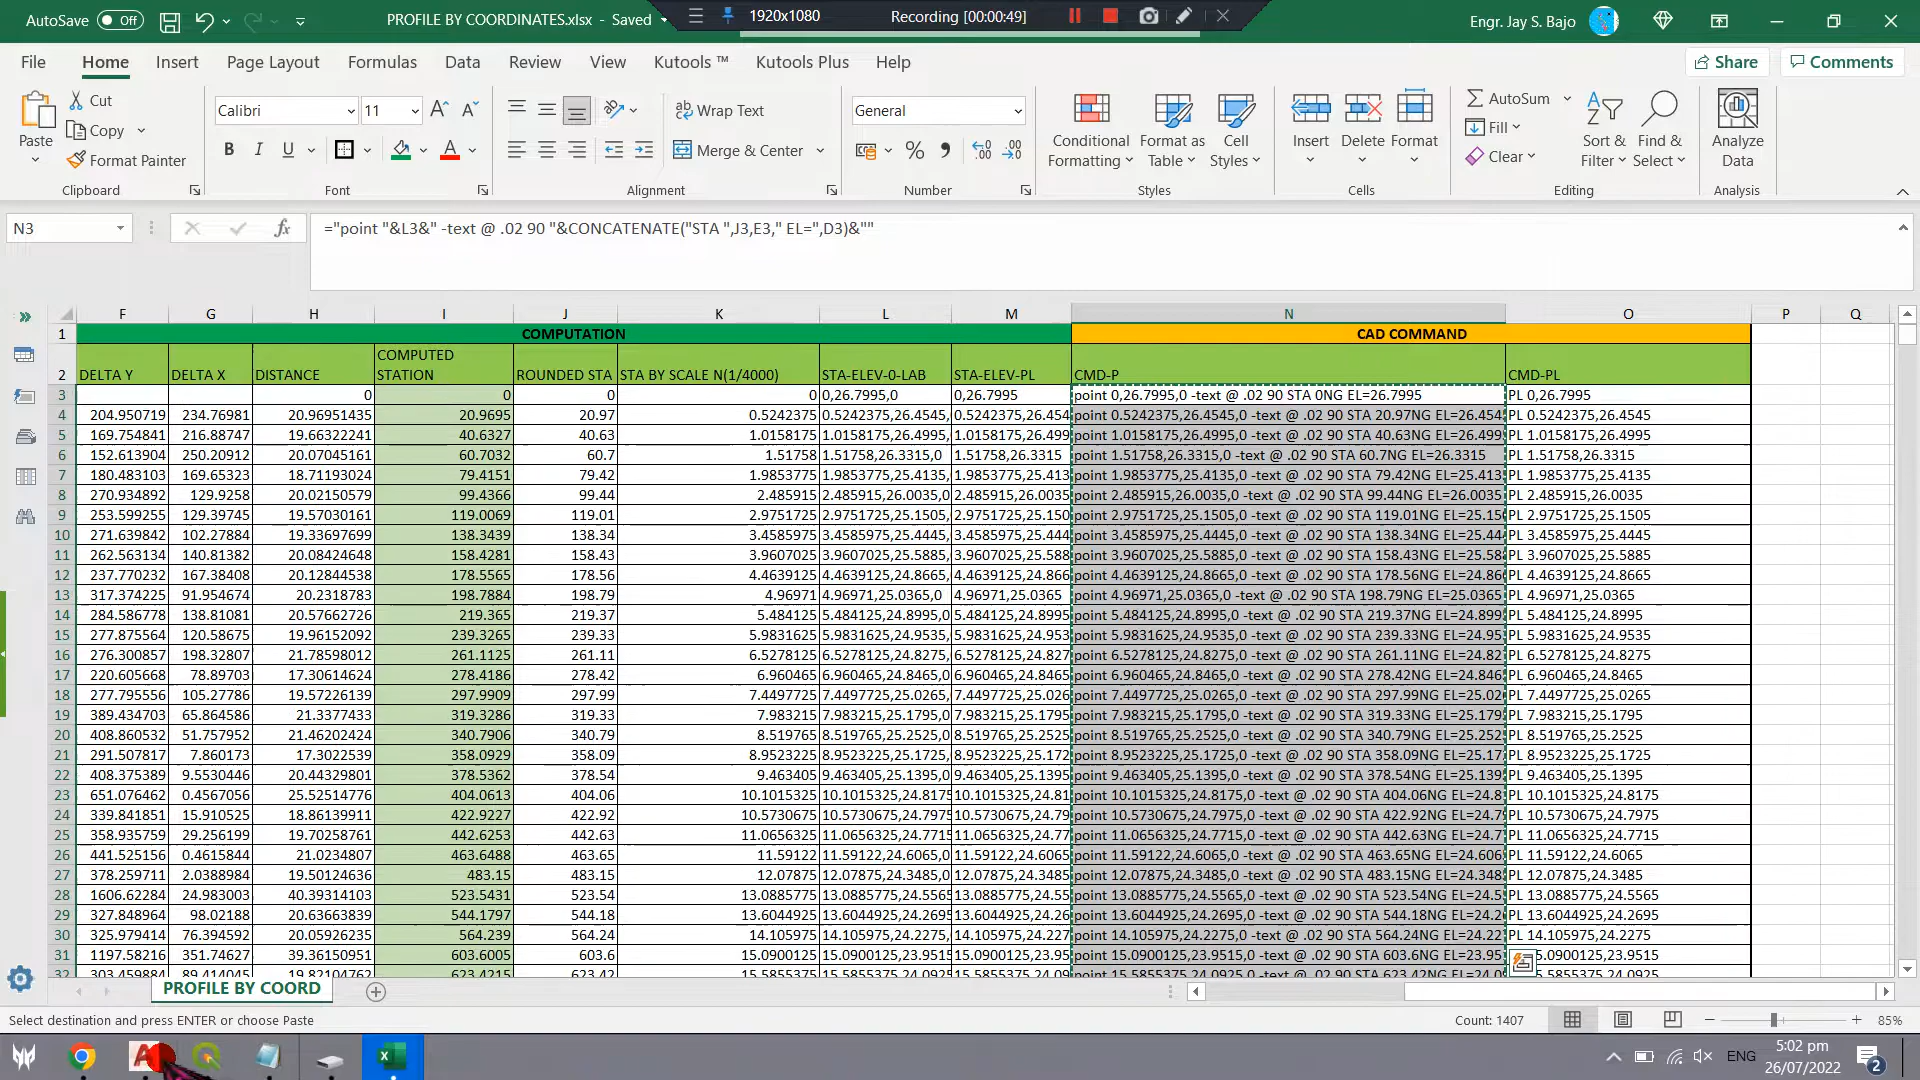 AutoSave Off PROFILE BY COORDINATES.xlsx - Saved 1920x1080 Recording [00:00:49] Engr. Jay S. Bajo
File Home Insert Page Layout Formulas Data Review View Kutools ™ Kutools Plus Help Share Comments
Cut Calibri 11 Wrap Text General AutoSum
Paste Copy Conditional Formatting Format as Table Cell Styles Insert Delete Format Fill Sort & Filter Find & Select Analyze Data
Format Painter B I U Merge & Center % Clear
Clipboard Font Alignment Number Styles Cells Editing Analysis
N3 fx ="point "&L3&" -text @ .02 90 "&CONCATENATE("STA ",J3,E3," EL=",D3)&""
F G H I J K L M N O P Q
1 COMPUTATION CAD COMMAND
2 DELTA Y DELTA X DISTANCE COMPUTED STATION ROUNDED STA STA BY SCALE N(1/4000) STA-ELEV-0-LAB STA-ELEV-PL CMD-P CMD-PL
3 0 0 0 0 0,26.7995,0 0,26.7995 point 0,26.7995,0 -text @ .02 90 STA 0NG EL=26.7995 PL 0,26.7995
4 204.950719 234.76981 20.96951435 20.9695 20.97 0.5242375 0.5242375,26.4545, 0.5242375,26.454 point 0.5242375,26.4545,0 -text @ .02 90 STA 20.97NG EL=26.454 PL 0.5242375,26.4545
5 169.754841 216.88747 19.66322241 40.6327 40.63 1.0158175 1.0158175,26.4995, 1.0158175,26.499 point 1.0158175,26.4995,0 -text @ .02 90 STA 40.63NG EL=26.499 PL 1.0158175,26.4995
6 152.613904 250.20912 20.07045161 60.7032 60.7 1.51758 1.51758,26.3315,0 1.51758,26.3315 point 1.51758,26.3315,0 -text @ .02 90 STA 60.7NG EL=26.3315 PL 1.51758,26.3315
7 180.483103 169.65323 18.71193024 79.4151 79.42 1.9853775 1.9853775,26.4135, 1.9853775,26.413 point 1.9853775,26.4135,0 -text @ .02 90 STA 79.42NG EL=26.413 PL 1.9853775,26.4135
8 270.934892 129.9258 20.02150579 99.4366 99.44 2.485915 2.485915,26.0035,0 2.485915,26.0035 point 2.485915,26.0035,0 -text @ .02 90 STA 99.44NG EL=26.0035 PL 2.485915,26.0035
9 253.599255 129.39745 19.57030161 119.0069 119.01 2.9751725 2.9751725,25.1505, 2.9751725,25.150 point 2.9751725,25.1505,0 -text @ .02 90 STA 119.01NG EL=25.15 PL 2.9751725,25.1505
10 271.639842 102.27884 19.33697699 138.3439 138.34 3.4585975 3.4585975,25.4445, 3.4585975,25.444 point 3.4585975,25.4445,0 -text @ .02 90 STA 138.34NG EL=25.44 PL 3.4585975,25.4445
11 262.563134 140.81382 20.08424648 158.4281 158.43 3.9607025 3.9607025,25.5885, 3.9607025,25.588 point 3.9607025,25.5885,0 -text @ .02 90 STA 158.43NG EL=25.58 PL 3.9607025,25.5885
12 237.770232 167.38408 20.12844538 178.5565 178.56 4.4639125 4.4639125,24.8665, 4.4639125,24.866 point 4.4639125,24.8665,0 -text @ .02 90 STA 178.56NG EL=24.86 PL 4.4639125,24.8665
13 317.374225 91.954674 20.2318783 198.7884 198.79 4.96971 4.96971,25.0365,0 4.96971,25.0365 point 4.96971,25.0365,0 -text @ .02 90 STA 198.79NG EL=25.0365 PL 4.96971,25.0365
14 284.586778 138.81081 20.57662726 219.365 219.37 5.484125 5.484125,24.8995,0 5.484125,24.8995 point 5.484125,24.8995,0 -text @ .02 90 STA 219.37NG EL=24.899 PL 5.484125,24.8995
15 277.875564 120.58675 19.96152092 239.3265 239.33 5.9831625 5.9831625,24.9535, 5.9831625,24.953 point 5.9831625,24.9535,0 -text @ .02 90 STA 239.33NG EL=24.95 PL 5.9831625,24.9535
16 276.300857 198.32807 21.78598012 261.1125 261.11 6.5278125 6.5278125,24.8275, 6.5278125,24.827 point 6.5278125,24.8275,0 -text @ .02 90 STA 261.11NG EL=24.82 PL 6.5278125,24.8275
17 220.605668 78.89703 17.30614624 278.4186 278.42 6.960465 6.960465,24.8465,0 6.960465,24.8465 point 6.960465,24.8465,0 -text @ .02 90 STA 278.42NG EL=24.846 PL 6.960465,24.8465
18 277.795556 105.27786 19.57226139 297.9909 297.99 7.4497725 7.4497725,25.0265, 7.4497725,25.026 point 7.4497725,25.0265,0 -text @ .02 90 STA 297.99NG EL=25.02 PL 7.4497725,25.0265
19 389.434703 65.864586 21.3377433 319.3286 319.33 7.983215 7.983215,25.1795,0 7.983215,25.1795 point 7.983215,25.1795,0 -text @ .02 90 STA 319.33NG EL=25.179 PL 7.983215,25.1795
20 408.860532 51.757952 21.46202424 340.7906 340.79 8.519765 8.519765,25.2525,0 8.519765,25.2525 point 8.519765,25.2525,0 -text @ .02 90 STA 340.79NG EL=25.252 PL 8.519765,25.2525
21 291.507817 7.860173 17.3022539 358.0929 358.09 8.9523225 8.9523225,25.1725, 8.9523225,25.172 point 8.9523225,25.1725,0 -text @ .02 90 STA 358.09NG EL=25.17 PL 8.9523225,25.1725
22 408.375389 9.5530446 20.44329801 378.5362 378.54 9.463405 9.463405,25.1395,0 9.463405,25.1395 point 9.463405,25.1395,0 -text @ .02 90 STA 378.54NG EL=25.139 PL 9.463405,25.1395
23 651.076462 0.4567056 25.52514776 404.0613 404.06 10.1015325 10.1015325,24.8175 10.1015325,24.81 point 10.1015325,24.8175,0 -text @ .02 90 STA 404.06NG EL=24.8 PL 10.1015325,24.8175
24 339.841851 15.910525 18.86139911 422.9227 422.92 10.5730675 10.5730675,24.7975 10.5730675,24.79 point 10.5730675,24.7975,0 -text @ .02 90 STA 422.92NG EL=24.7 PL 10.5730675,24.7975
25 358.935759 29.256199 19.70258761 442.6253 442.63 11.0656325 11.0656325,24.7715 11.0656325,24.77 point 11.0656325,24.7715,0 -text @ .02 90 STA 442.63NG EL=24.7 PL 11.0656325,24.7715
26 441.525156 0.4615844 21.0234807 463.6488 463.65 11.59122 11.59122,24.6065,0 11.59122,24.6065 point 11.59122,24.6065,0 -text @ .02 90 STA 463.65NG EL=24.606 PL 11.59122,24.6065
27 378.259711 2.0388984 19.50124636 483.15 483.15 12.07875 12.07875,24.3485,0 12.07875,24.3485 point 12.07875,24.3485,0 -text @ .02 90 STA 483.15NG EL=24.348 PL 12.07875,24.3485
28 1606.62284 24.983003 40.39314103 523.5431 523.54 13.0885775 13.0885775,24.5565 13.0885775,24.55 point 13.0885775,24.5565,0 -text @ .02 90 STA 523.54NG EL=24.5 PL 13.0885775,24.5565
29 327.848964 98.02188 20.63663839 544.1797 544.18 13.6044925 13.6044925,24.2695 13.6044925,24.26 point 13.6044925,24.2695,0 -text @ .02 90 STA 544.18NG EL=24.2 PL 13.6044925,24.2695
30 325.979414 76.394592 20.05926235 564.239 564.24 14.105975 14.105975,24.2275, 14.105975,24.227 point 14.105975,24.2275,0 -text @ .02 90 STA 564.24NG EL=24.22 PL 14.105975,24.2275
31 1197.58216 351.74627 39.36150951 603.6005 603.6 15.0900125 15.0900125,23.9515 15.0900125,23.95 point 15.0900125,23.9515,0 -text @ .02 90 STA 603.6NG EL=23.95 5.0900125,23.9515
32 303.459884 89.414045 19.82104762 623.4215 623.42 15.5855375 15.5855375,24.0925 15.5855375,24.09 point 15.5855375,24.0925,0 -text @ .02 90 STA 623.42NG EL=24.0 5.5855375,24.0925
PROFILE BY COORD
Select destination and press ENTER or choose Paste Count: 1407 85%
ENG 5:02 pm
26/07/2022 2